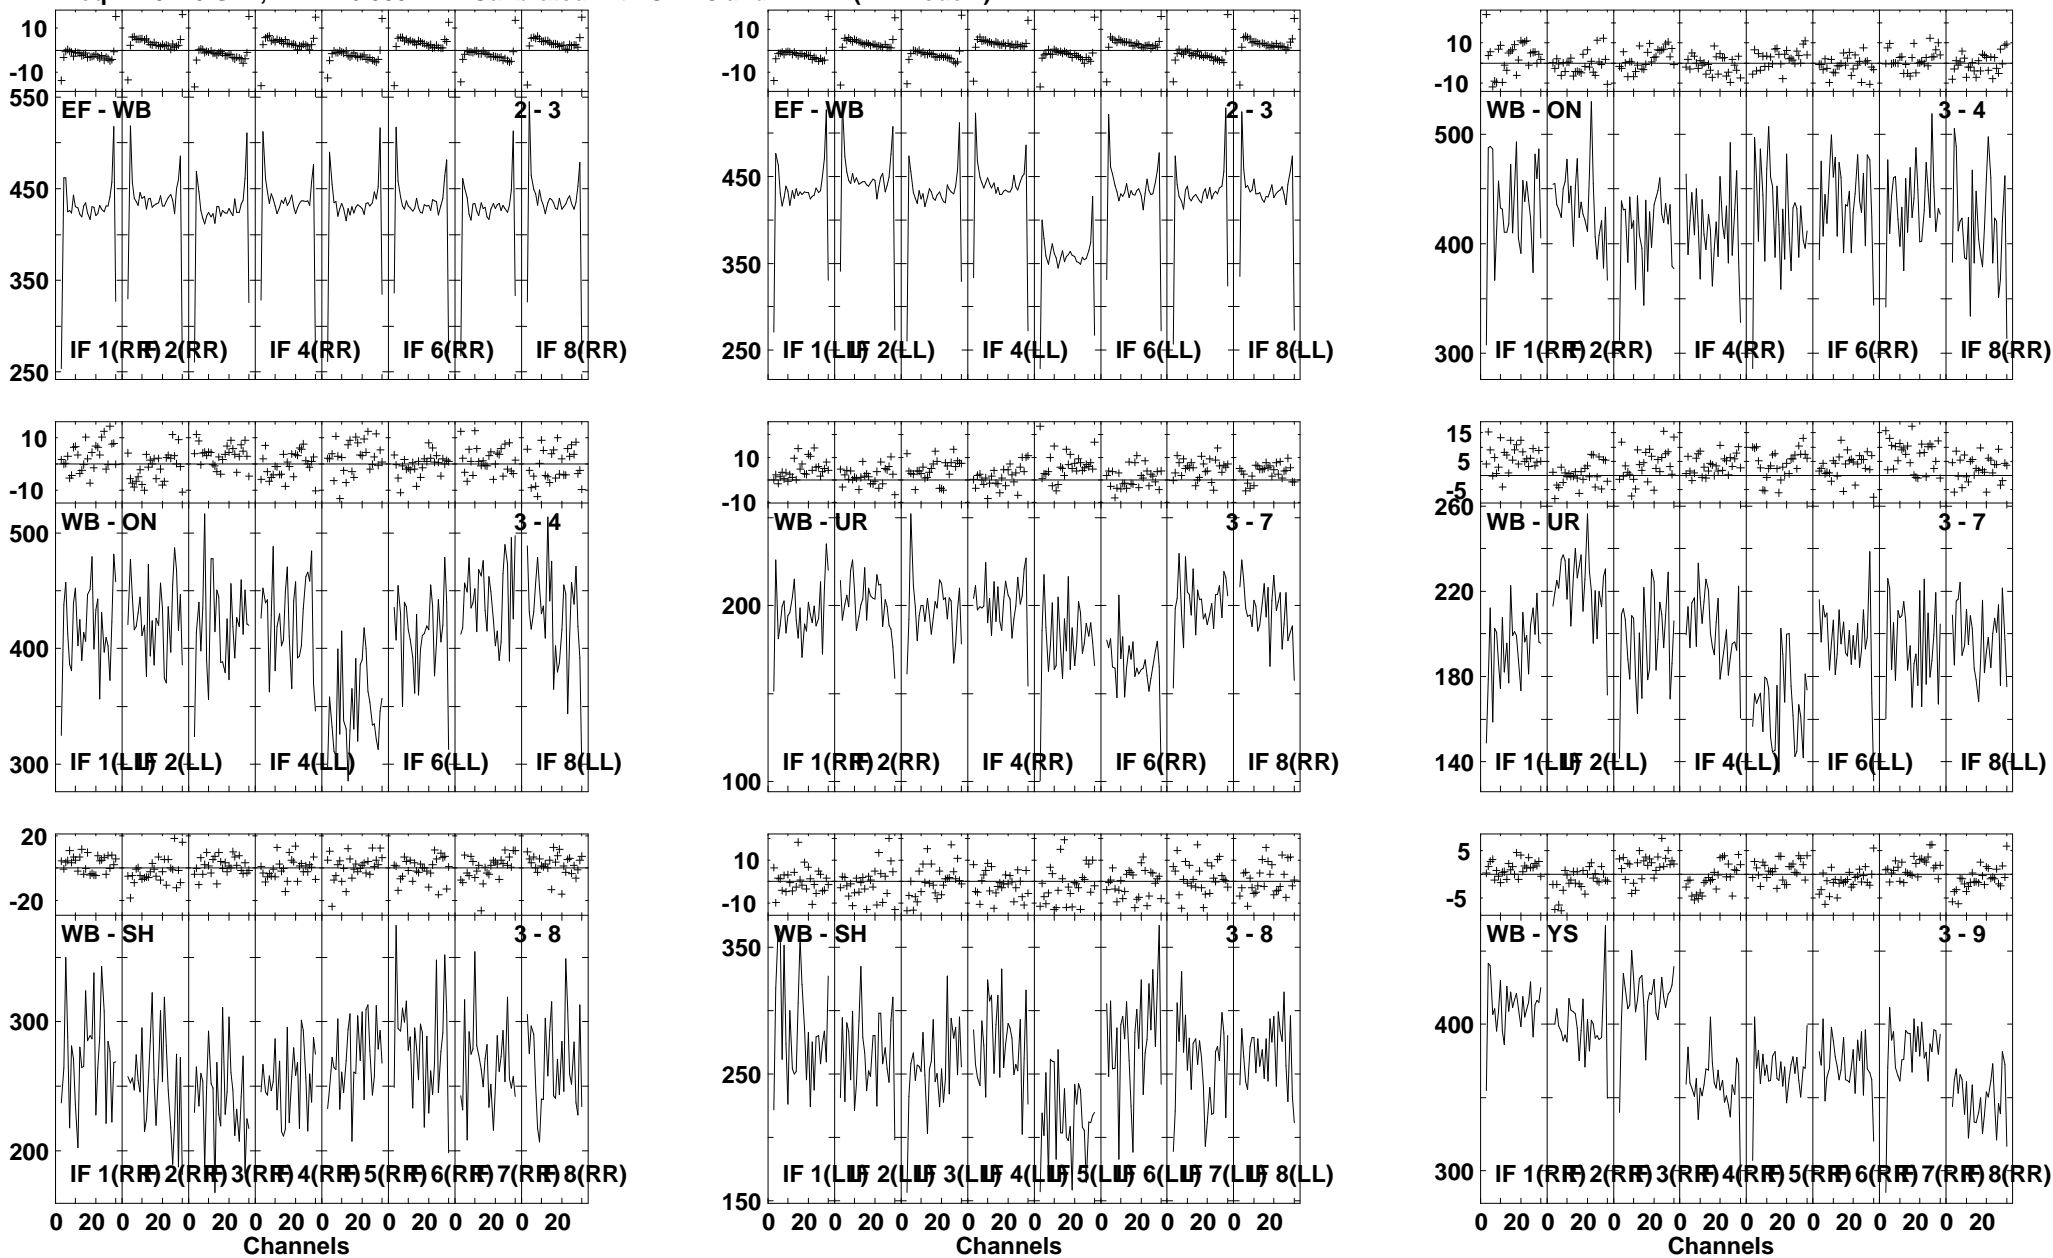 10
-10
550
450
350
250
EF - WB 2 - 3
IF 1(RR) IF 2(RR) IF 4(RR) IF 6(RR) IF 8(RR)
10
-10
450
350
250
EF - WB 2 - 3
IF 1(LL) IF 2(LL) IF 4(LL) IF 6(LL) IF 8(LL)
10
-10
500
400
300
WB - ON 3 - 4
IF 1(RR) IF 2(RR) IF 4(RR) IF 6(RR) IF 8(RR)
10
-10
500
400
300
WB - ON 3 - 4
IF 1(LL) IF 2(LL) IF 4(LL) IF 6(LL) IF 8(LL)
10
-10
200
100
WB - UR 3 - 7
IF 1(RR) IF 2(RR) IF 4(RR) IF 6(RR) IF 8(RR)
15
5
-5
260
220
180
140
WB - UR 3 - 7
IF 1(LL) IF 2(LL) IF 4(LL) IF 6(LL) IF 8(LL)
20
-20
300
200
WB - SH 3 - 8
IF 1(RR) IF 2(RR) IF 3(RR) IF 4(RR) IF 5(RR) IF 6(RR) IF 7(RR) IF 8(RR)
0 20 0 20 0 20 0 20 0 20 0 20 0 20 0 20
Channels
10
-10
350
250
150
WB - SH 3 - 8
IF 1(LL) IF 2(LL) IF 3(LL) IF 4(LL) IF 5(LL) IF 6(LL) IF 7(LL) IF 8(LL)
0 20 0 20 0 20 0 20 0 20 0 20 0 20 0 20
Channels
5
-5
400
300
WB - YS 3 - 9
IF 1(RR) IF 2(RR) IF 3(RR) IF 4(RR) IF 5(RR) IF 6(RR) IF 7(RR) IF 8(RR)
0 20 0 20 0 20 0 20 0 20 0 20 0 20 0 20
Channels